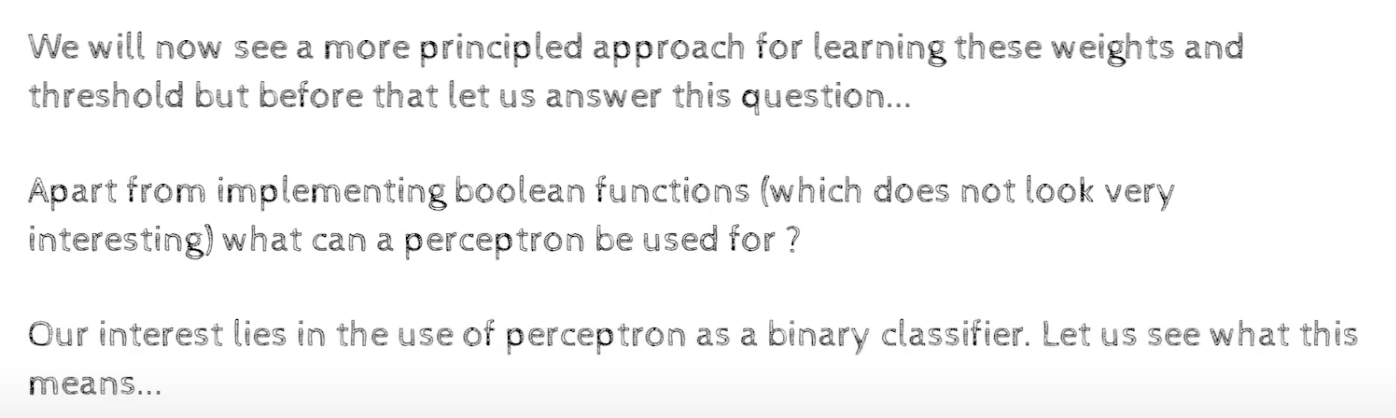 We will now see a more principled approach for learning these weights and
threshold but before that let us answer this question...
Apart from implementing boolean functions (which does not look very
interesting) what can a perceptron be used for ?
Our interest lies in the use of perceptron as a binary classifier. Let us see what this
means...